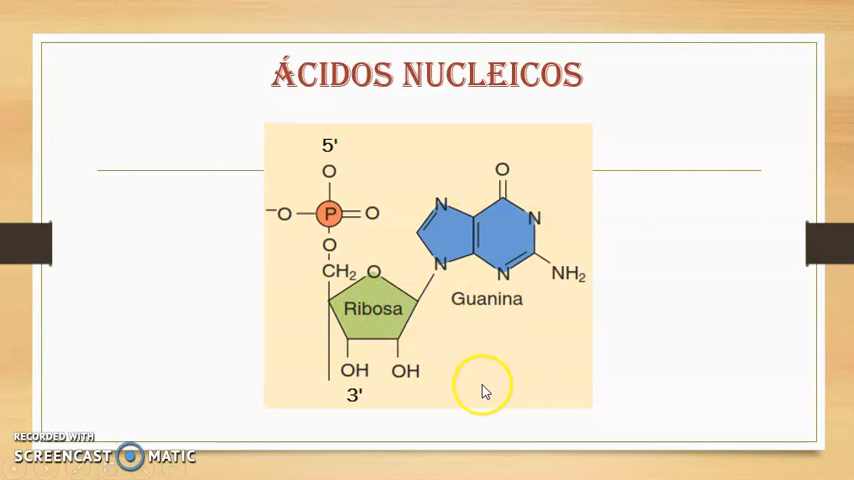 ÁCIDOS NUCLEICOS
5'
O
⁻O P O
O
CH₂ O
Ribosa
OH OH
3'
O
N N
N N NH₂
Guanina
RECORDED WITH
SCREENCAST MATIC